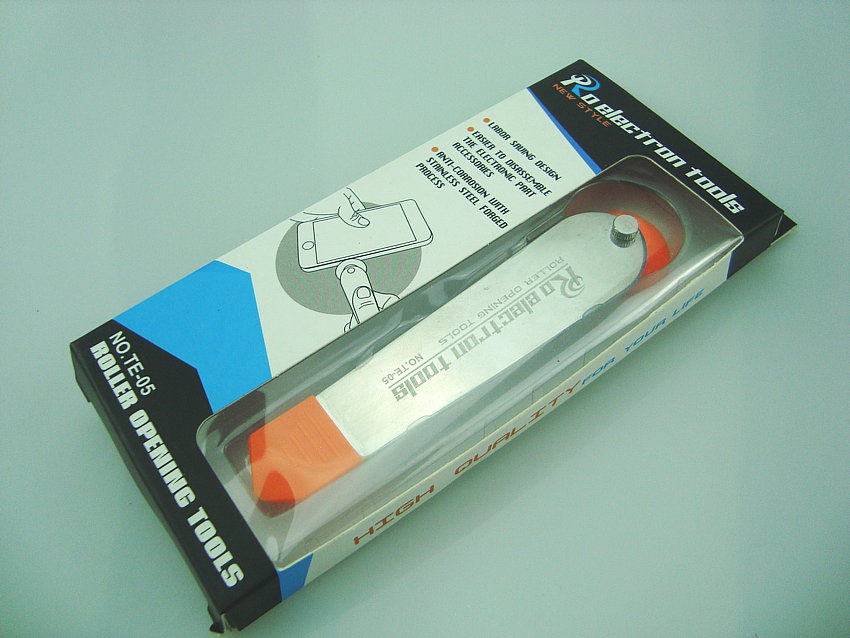 Ro electron tools
NEW STYLE
LABOR SAVING DESIGN
EASIER TO DISASSEMBLE
THE ELECTRONIC PART
ACCESSORIES
ANTI-CORROSON WITH
STAINLESS STEEL FORGED
PROCESS
Ro electron tools
ROLLER OPENING TOOLS
NO.TE-05
NO.TE-05
ROLLER OPENING TOOLS
HIGH QUALITY FOR YOUR LIFE